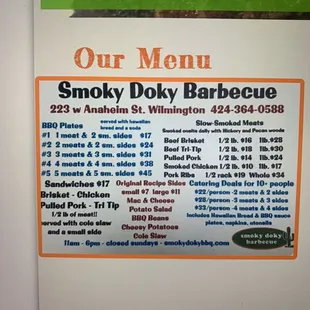 Our Menu
Smoky Doky Barbecue
223 w Anaheim St. Wilmington 424-364-0588
BBQ Plates
served with hawaiian
bread and a soda
#1 1 meats & 2 sm. sides $17
#2 2 meats & 2 sm. sides $24
#3 3 meats & 3 sm. sides $31
#4 4 meats & 4 sm. sides $38
#5 5 meats & 5 sm. sides $45
Slow-Smoked Meats
Smoked onsite daily with Hickory and Pecan woods
Beef Brisket 1/2 lb. $16 lb. $28
Beef Tri-Tip 1/2 lb. $16 lb. $30
Pulled Pork 1/2 lb. $14 lb. $24
Smoked Chicken 1/2 lb. $10 lb. $17
Pork Ribs 1/2 rack $19 Whole $34
Sandwiches $17
Brisket - Chicken
Pulled Pork - Tri Tip
1/2 lb of meat!!
served with cole slaw
and a small side
Original Recipe Sides
small $7 large $11
Mac & Cheese
Potato Salad
BBQ Beans
Cheesy Potatoes
Cole Slaw
Catering Deals for 10+ people
$22/person -2 meats & 2 sides
$28/person -3 meats & 3 sides
$33/person -4 meats & 4 sides
Includes Hawaiian Bread & BBQ sauce
plates, napkins, utensils
11am - 6pm - closed sundays - smokydokybbq.com
smoky doky
barbecue